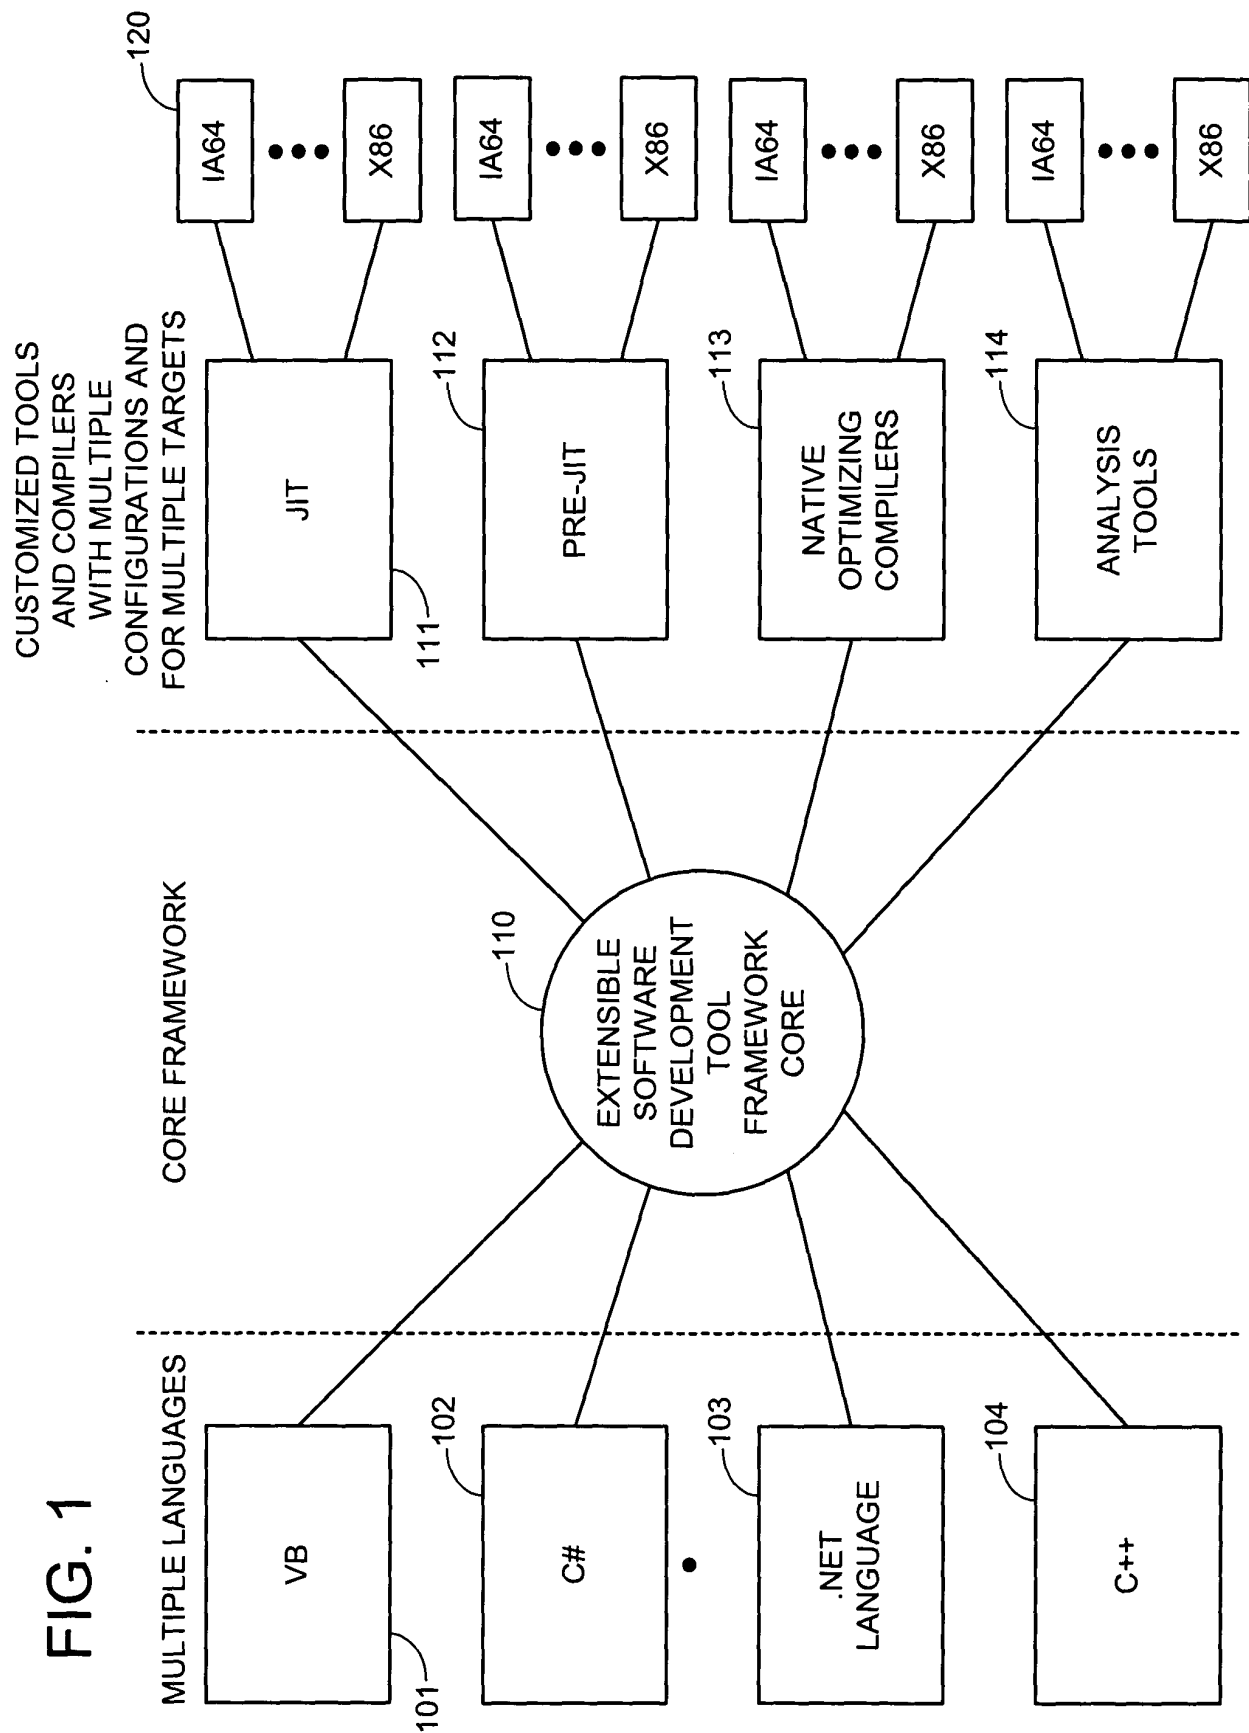 FIG. 1
MULTIPLE LANGUAGES
VB
101
C#
102
.NET
LANGUAGE
103
C++
104
CORE FRAMEWORK
EXTENSIBLE
SOFTWARE
DEVELOPMENT
TOOL
FRAMEWORK
CORE
110
CUSTOMIZED TOOLS
AND COMPILERS
WITH MULTIPLE
CONFIGURATIONS AND
FOR MULTIPLE TARGETS
JIT
111
PRE-JIT
112
NATIVE
OPTIMIZING
COMPILERS
113
ANALYSIS
TOOLS
114
120
IA64
X86
IA64
X86
IA64
X86
IA64
X86